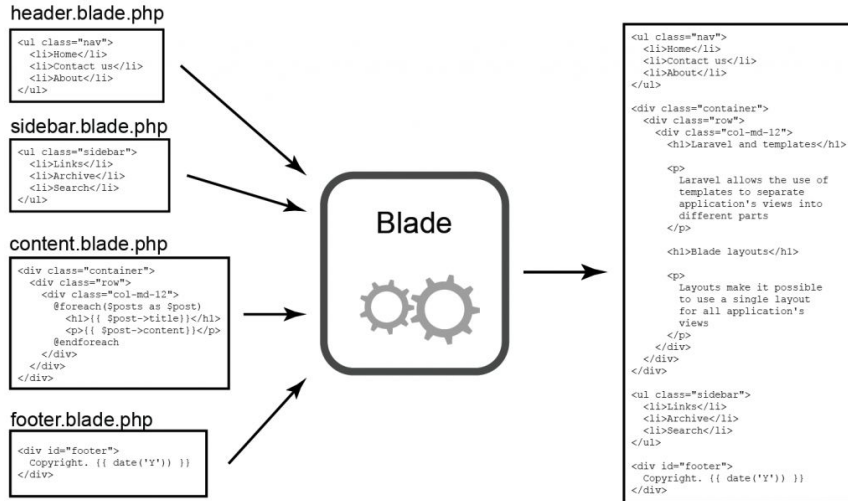 header.blade.php
<ul class="nav">
  <li>Home</li>
  <li>Contact us</li>
  <li>About</li>
</ul>
sidebar.blade.php
<ul class="sidebar">
  <li>Links</li>
  <li>Archive</li>
  <li>Search</li>
</ul>
content.blade.php
<div class="container">
  <div class="row">
    <div class="col-md-12">
      @foreach($posts as $post)
        <h1>{{ $post->title}}</h1>
        <p>{{ $post->content}}</p>
      @endforeach
    </div>
  </div>
</div>
footer.blade.php
<div id="footer">
  Copyright. {{ date('Y')) }}
</div>
Blade
<ul class="nav">
  <li>Home</li>
  <li>Contact us</li>
  <li>About</li>
</ul>
<div class="container">
  <div class="row">
    <div class="col-md-12">
      <h1>Laravel and templates</h1>
      <p>
        Laravel allows the use of
        templates to separate
        application's views into
        different parts
      </p>
      <h1>Blade layouts</h1>
      <p>
        Layouts make it possible
        to use a single layout
        for all application's
        views
      </p>
    </div>
  </div>
</div>
<ul class="sidebar">
  <li>Links</li>
  <li>Archive</li>
  <li>Search</li>
</ul>
<div id="footer">
  Copyright. {{ date('Y')) }}
</div>